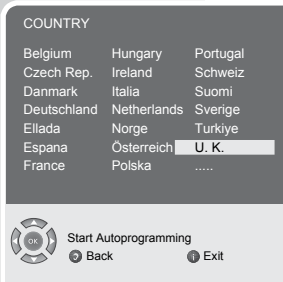 COUNTRY
Belgium Hungary Portugal
Czech Rep. Ireland Schweiz
Danmark Italia Suomi
Deutschland Netherlands Sverige
Ellada Norge Turkiye
Espana Österreich U. K.
France Polska .....
OK Start Autoprogramming
Back i Exit